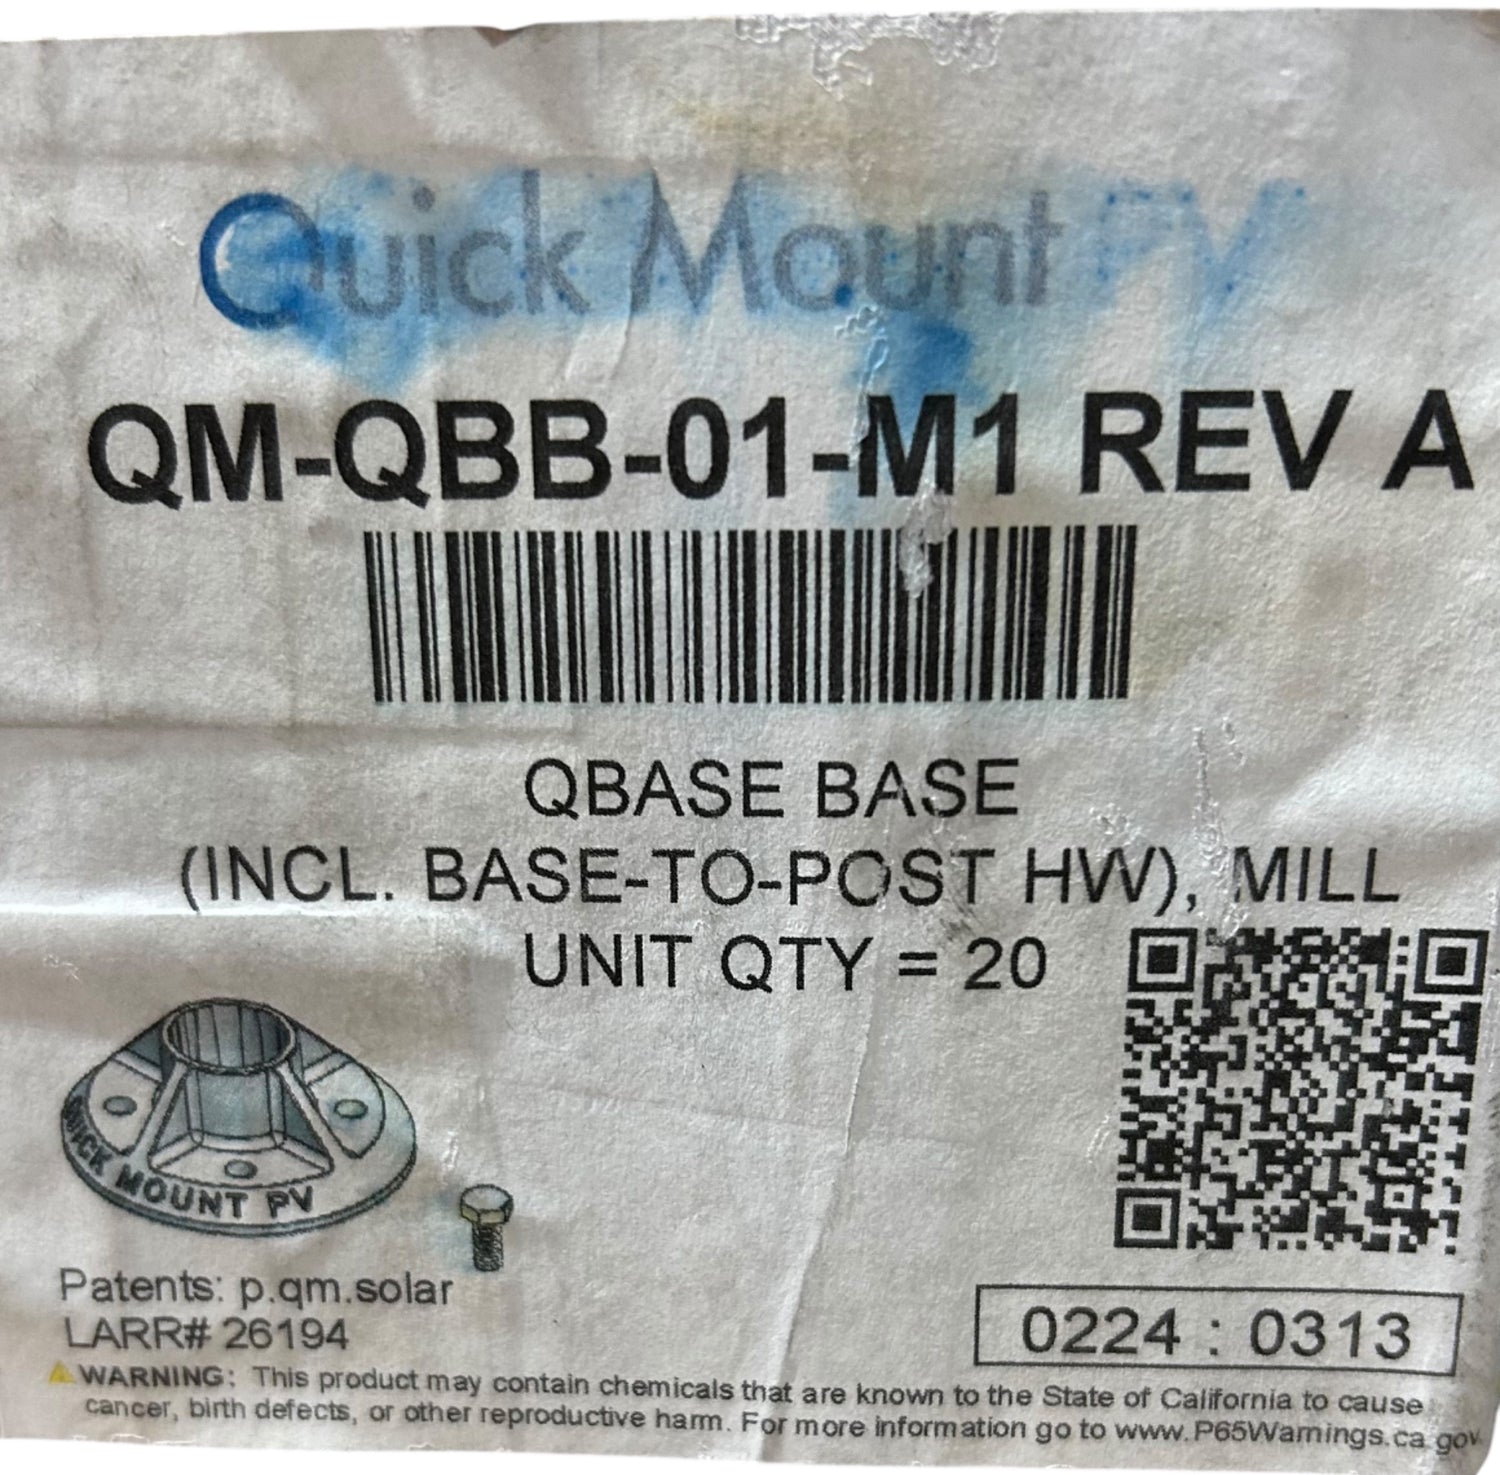 Quick Mount PV
QM-QBB-01-M1 REV A
QBASE BASE
(INCL. BASE-TO-POST HW), MILL
UNIT QTY = 20
QUICK MOUNT PV
Patents: p.qm.solar
LARR# 26194
0224 : 0313
WARNING: This product may contain chemicals that are known to the State of California to cause
cancer, birth defects, or other reproductive harm. For more information go to www.P65Warnings.ca.gov